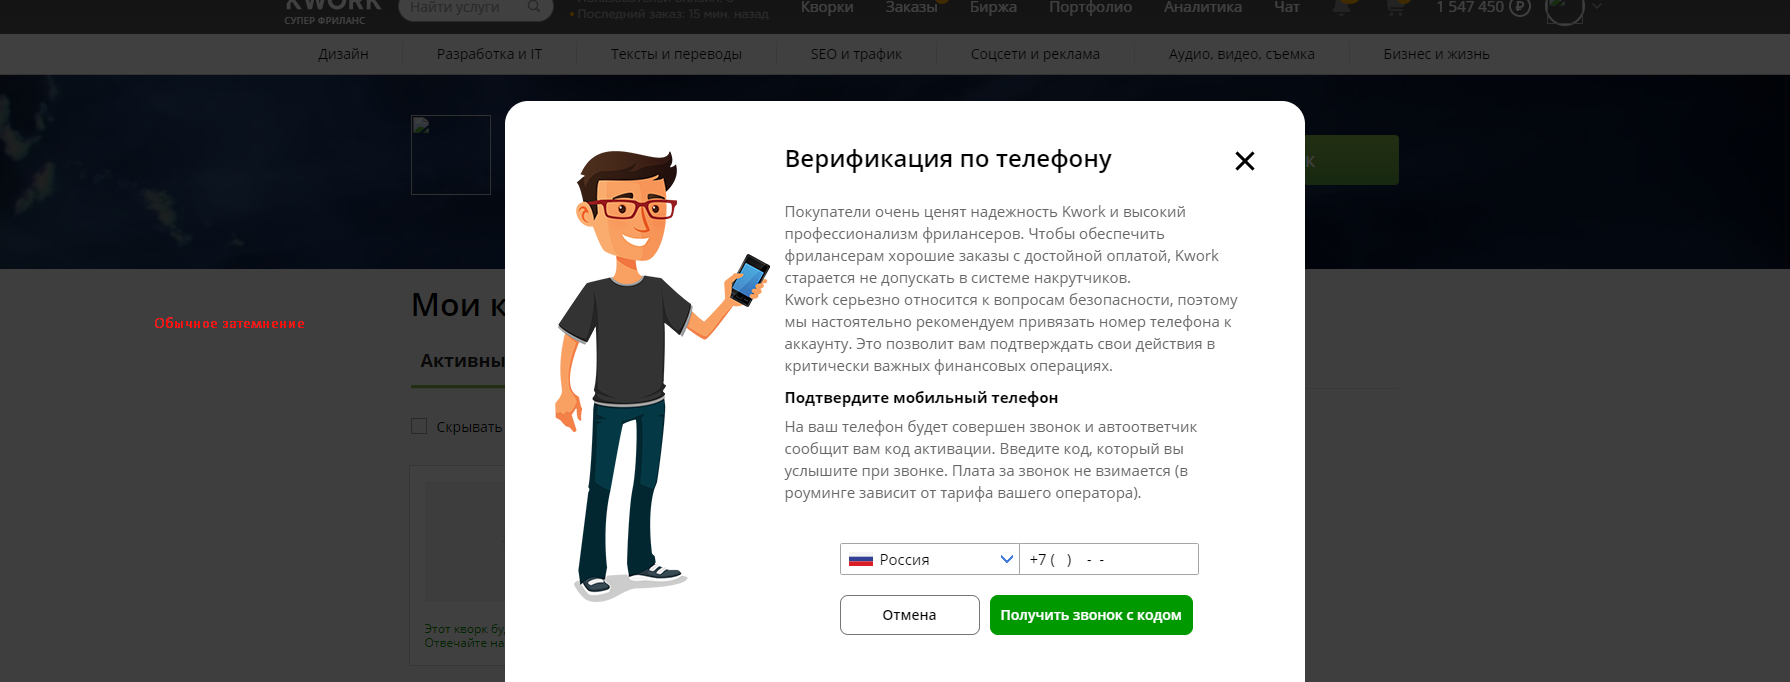 KWORK
СУПЕР ФРИЛАНС
Найти услуги
Последний заказ: 15 мин. назад
Кворки
Заказы
Биржа
Портфолио
Аналитика
Чат
1 547 450 ₽
Дизайн
Разработка и IT
Тексты и переводы
SEO и трафик
Соцсети и реклама
Аудио, видео, съемка
Бизнес и жизнь
Верификация по телефону
Покупатели очень ценят надежность Kwork и высокий
профессионализм фрилансеров. Чтобы обеспечить
фрилансерам хорошие заказы с достойной оплатой, Kwork
старается не допускать в системе накрутчиков.
Kwork серьезно относится к вопросам безопасности, поэтому
мы настоятельно рекомендуем привязать номер телефона к
аккаунту. Это позволит вам подтверждать свои действия в
критически важных финансовых операциях.
Подтвердите мобильный телефон
На ваш телефон будет совершен звонок и автоответчик
сообщит вам код активации. Введите код, который вы
услышите при звонке. Плата за звонок не взимается (в
роуминге зависит от тарифа вашего оператора).
Россия
+7 (   )    -  -
Отмена
Получить звонок с кодом
Обычное затемнение
Мои к
Активны
Скрывать
Этот кворк бу
Отвечайте на